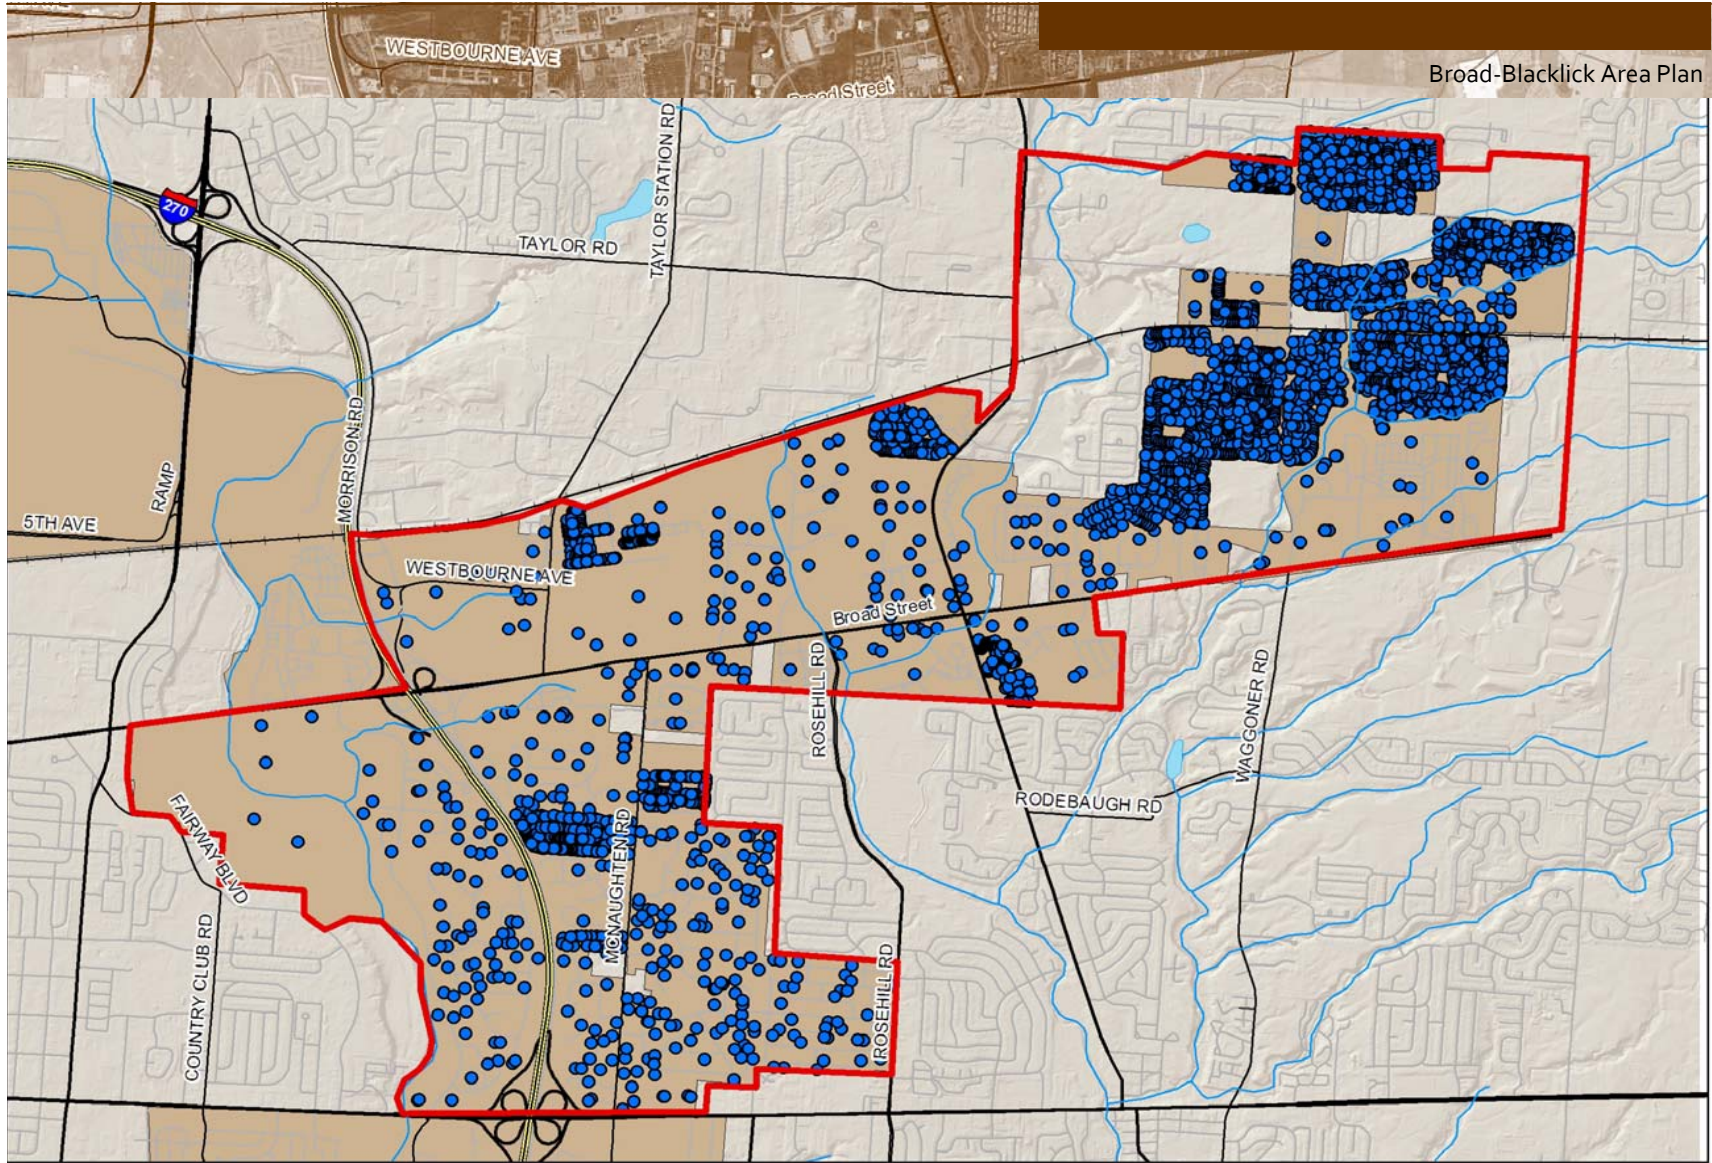 WESTBOURNE AVE
Broad Street
Broad-Blacklick Area Plan
270
TAYLOR STATION RD
TAYLOR RD
MORRISON RD
RAMP
5TH AVE
WESTBOURNE AVE
Broad Street
ROSEHILL RD
WAGGONER RD
RODEBAUGH RD
FAIRWAY BLVD
MCNAUGHTEN RD
COUNTRY CLUB RD
ROSEHILL RD